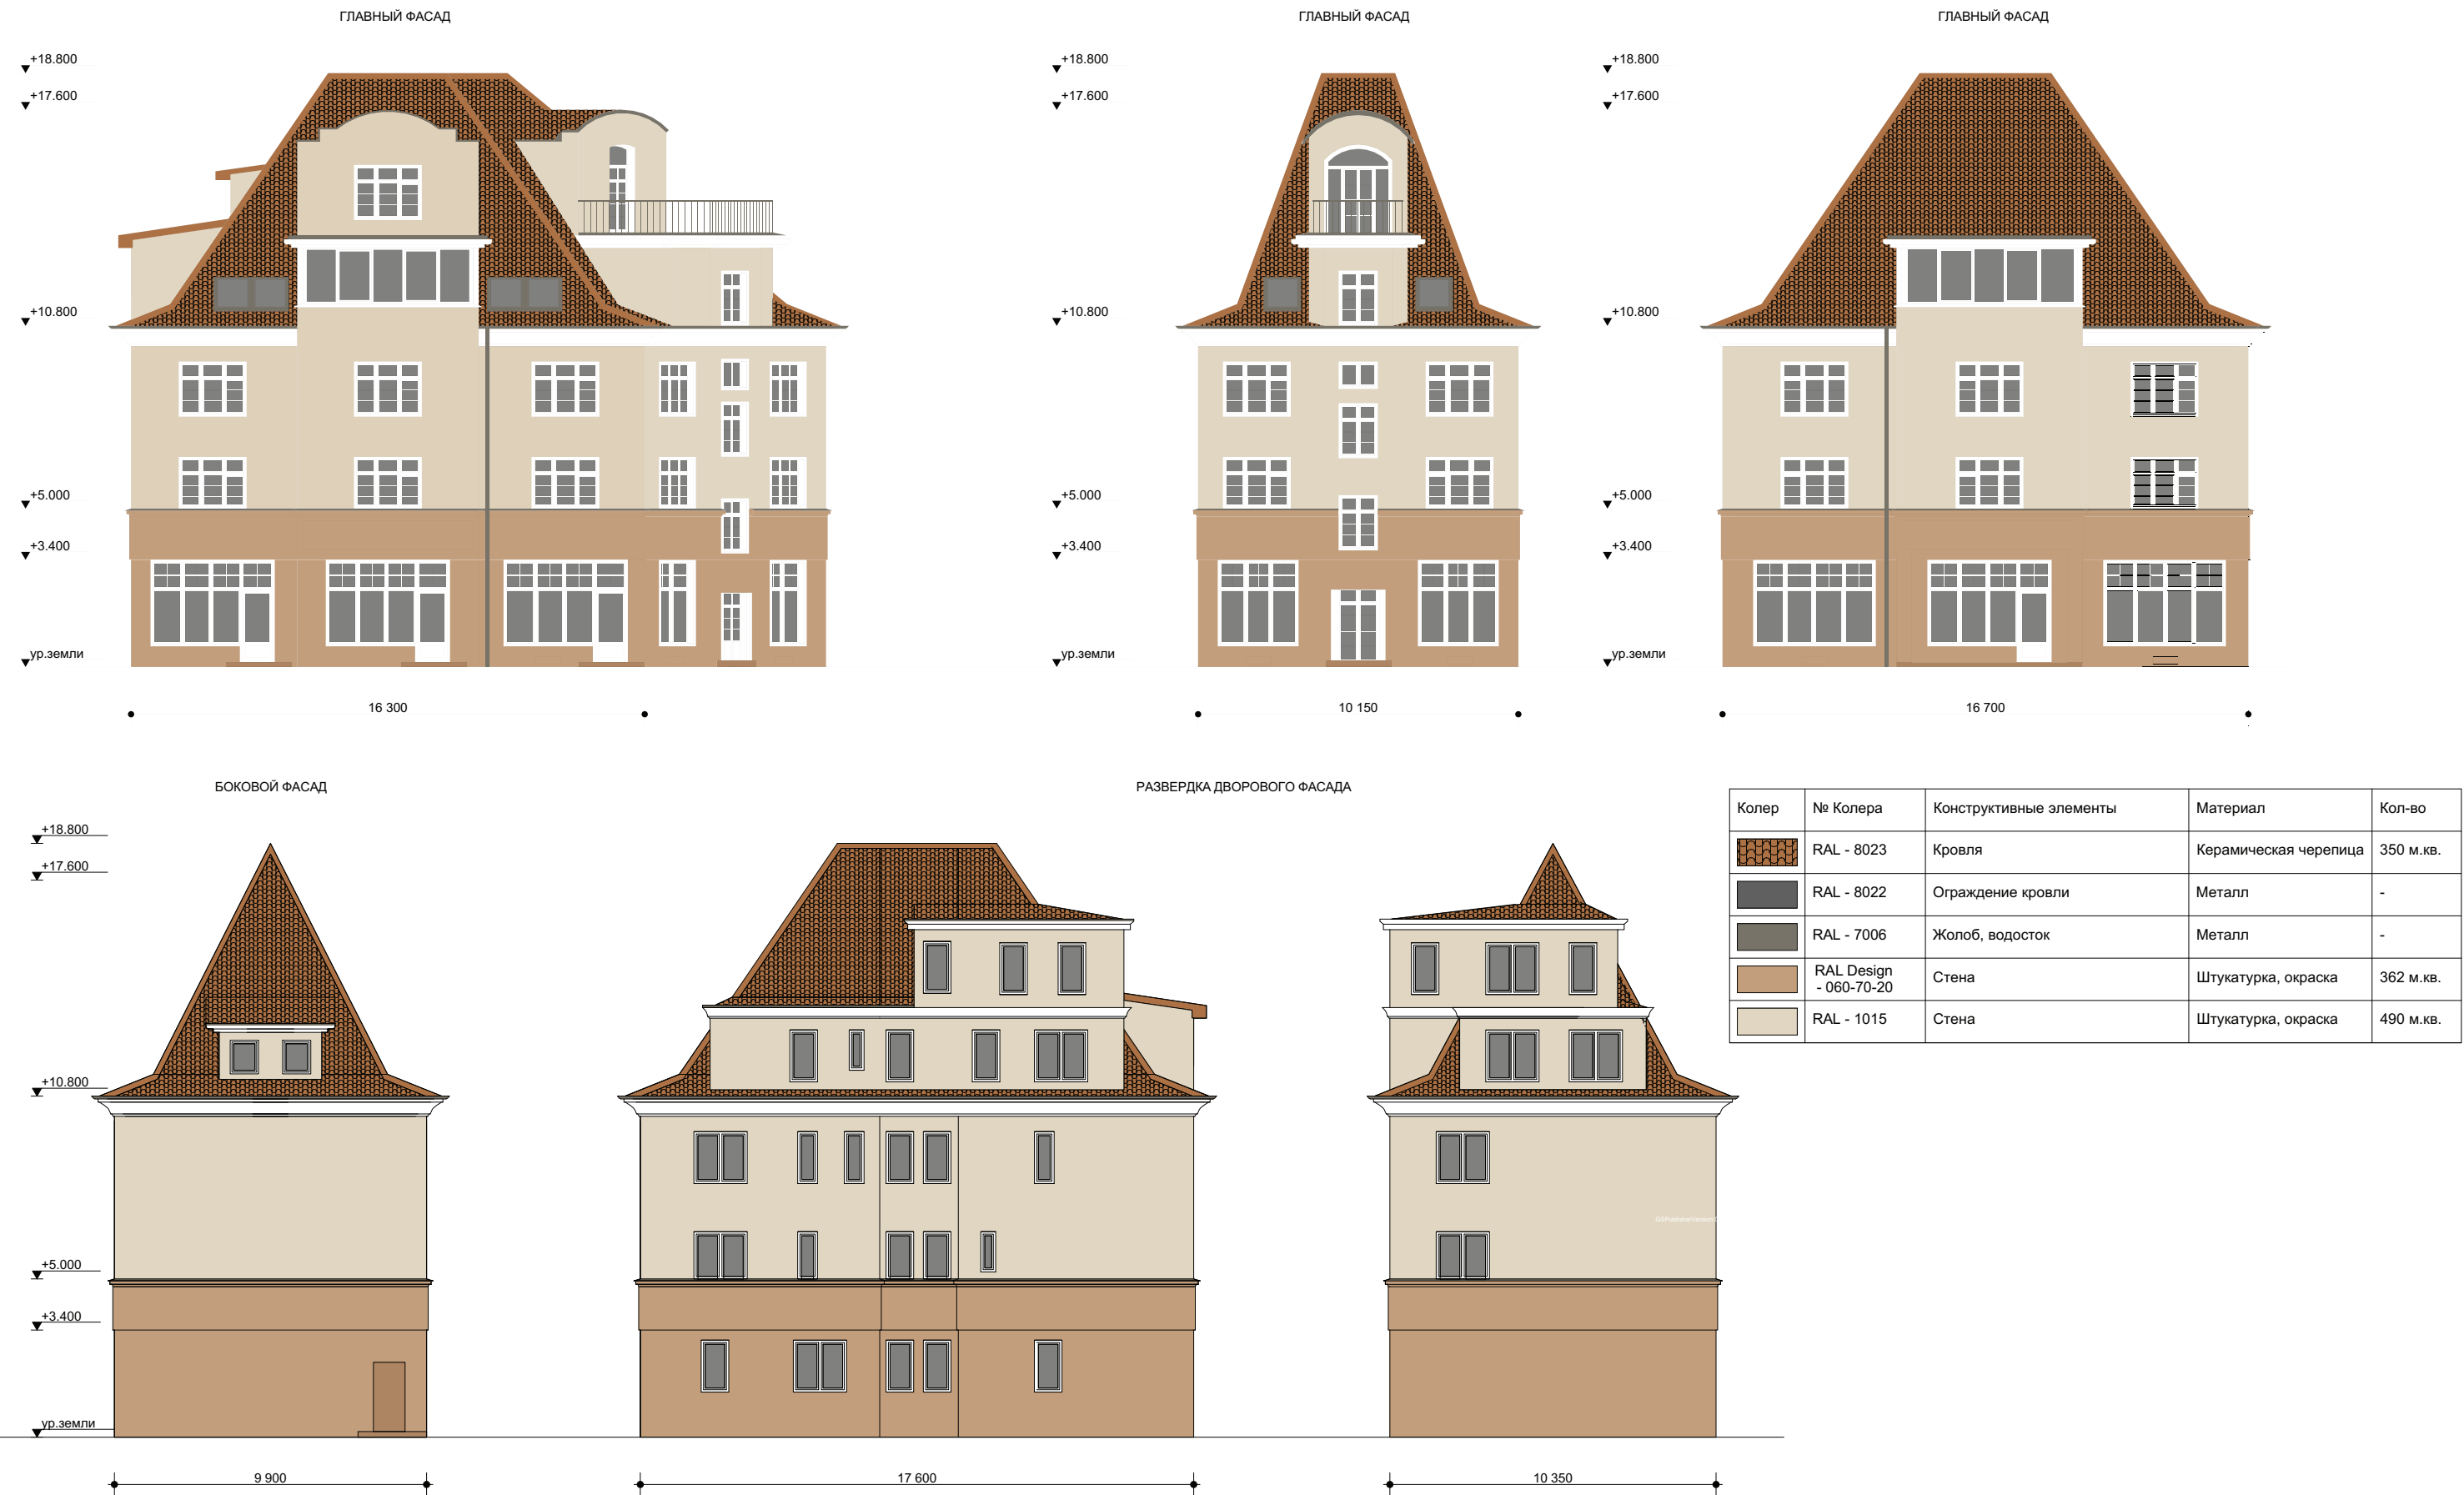 ГЛАВНЫЙ ФАСАД
+18.800
+17.600
+10.800
+5.000
+3.400
ур.земли
16 300
ГЛАВНЫЙ ФАСАД
+18.800
+17.600
+10.800
+5.000
+3.400
ур.земли
10 150
ГЛАВНЫЙ ФАСАД
+18.800
+17.600
+10.800
+5.000
+3.400
ур.земли
16 700
БОКОВОЙ ФАСАД
+18.800
+17.600
+10.800
+5.000
+3.400
ур.земли
9 900
РАЗВЕРДКА ДВОРОВОГО ФАСАДА
17 600
10 350
Колер № Колера Конструктивные элементы Материал Кол-во
RAL - 8023 Кровля Керамическая черепица 350 м.кв.
RAL - 8022 Ограждение кровли Металл -
RAL - 7006 Жолоб, водосток Металл -
RAL Design
- 060-70-20 Стена Штукатурка, окраска 362 м.кв.
RAL - 1015 Стена Штукатурка, окраска 490 м.кв.